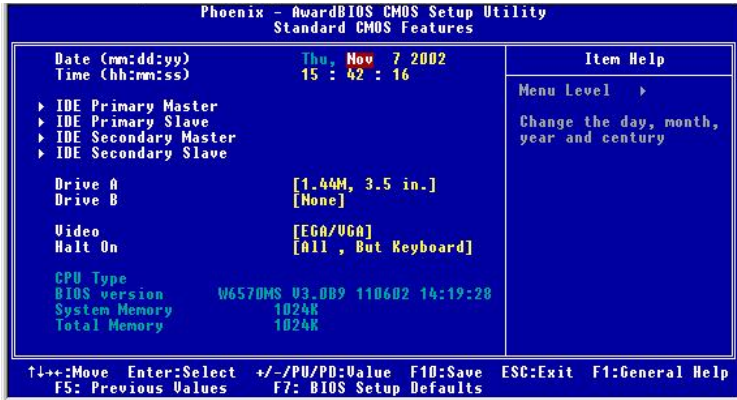 Phoenix - AwardBIOS CMOS Setup Utility
Standard CMOS Features
Date (mm:dd:yy) Thu, Nov 7 2002
Time (hh:mm:ss) 15 : 42 : 16
IDE Primary Master
IDE Primary Slave
IDE Secondary Master
IDE Secondary Slave
Drive A [1.44M, 3.5 in.]
Drive B [None]
Video [EGA/VGA]
Halt On [All , But Keyboard]
CPU Type
BIOS version W6570MS V3.0B9 110602 14:19:28
System Memory 1024K
Total Memory 1024K
Item Help
Menu Level
Change the day, month,
year and century
↑↓→←:Move Enter:Select +/-/PU/PD:Value F10:Save ESC:Exit F1:General Help
F5: Previous Values F7: BIOS Setup Defaults